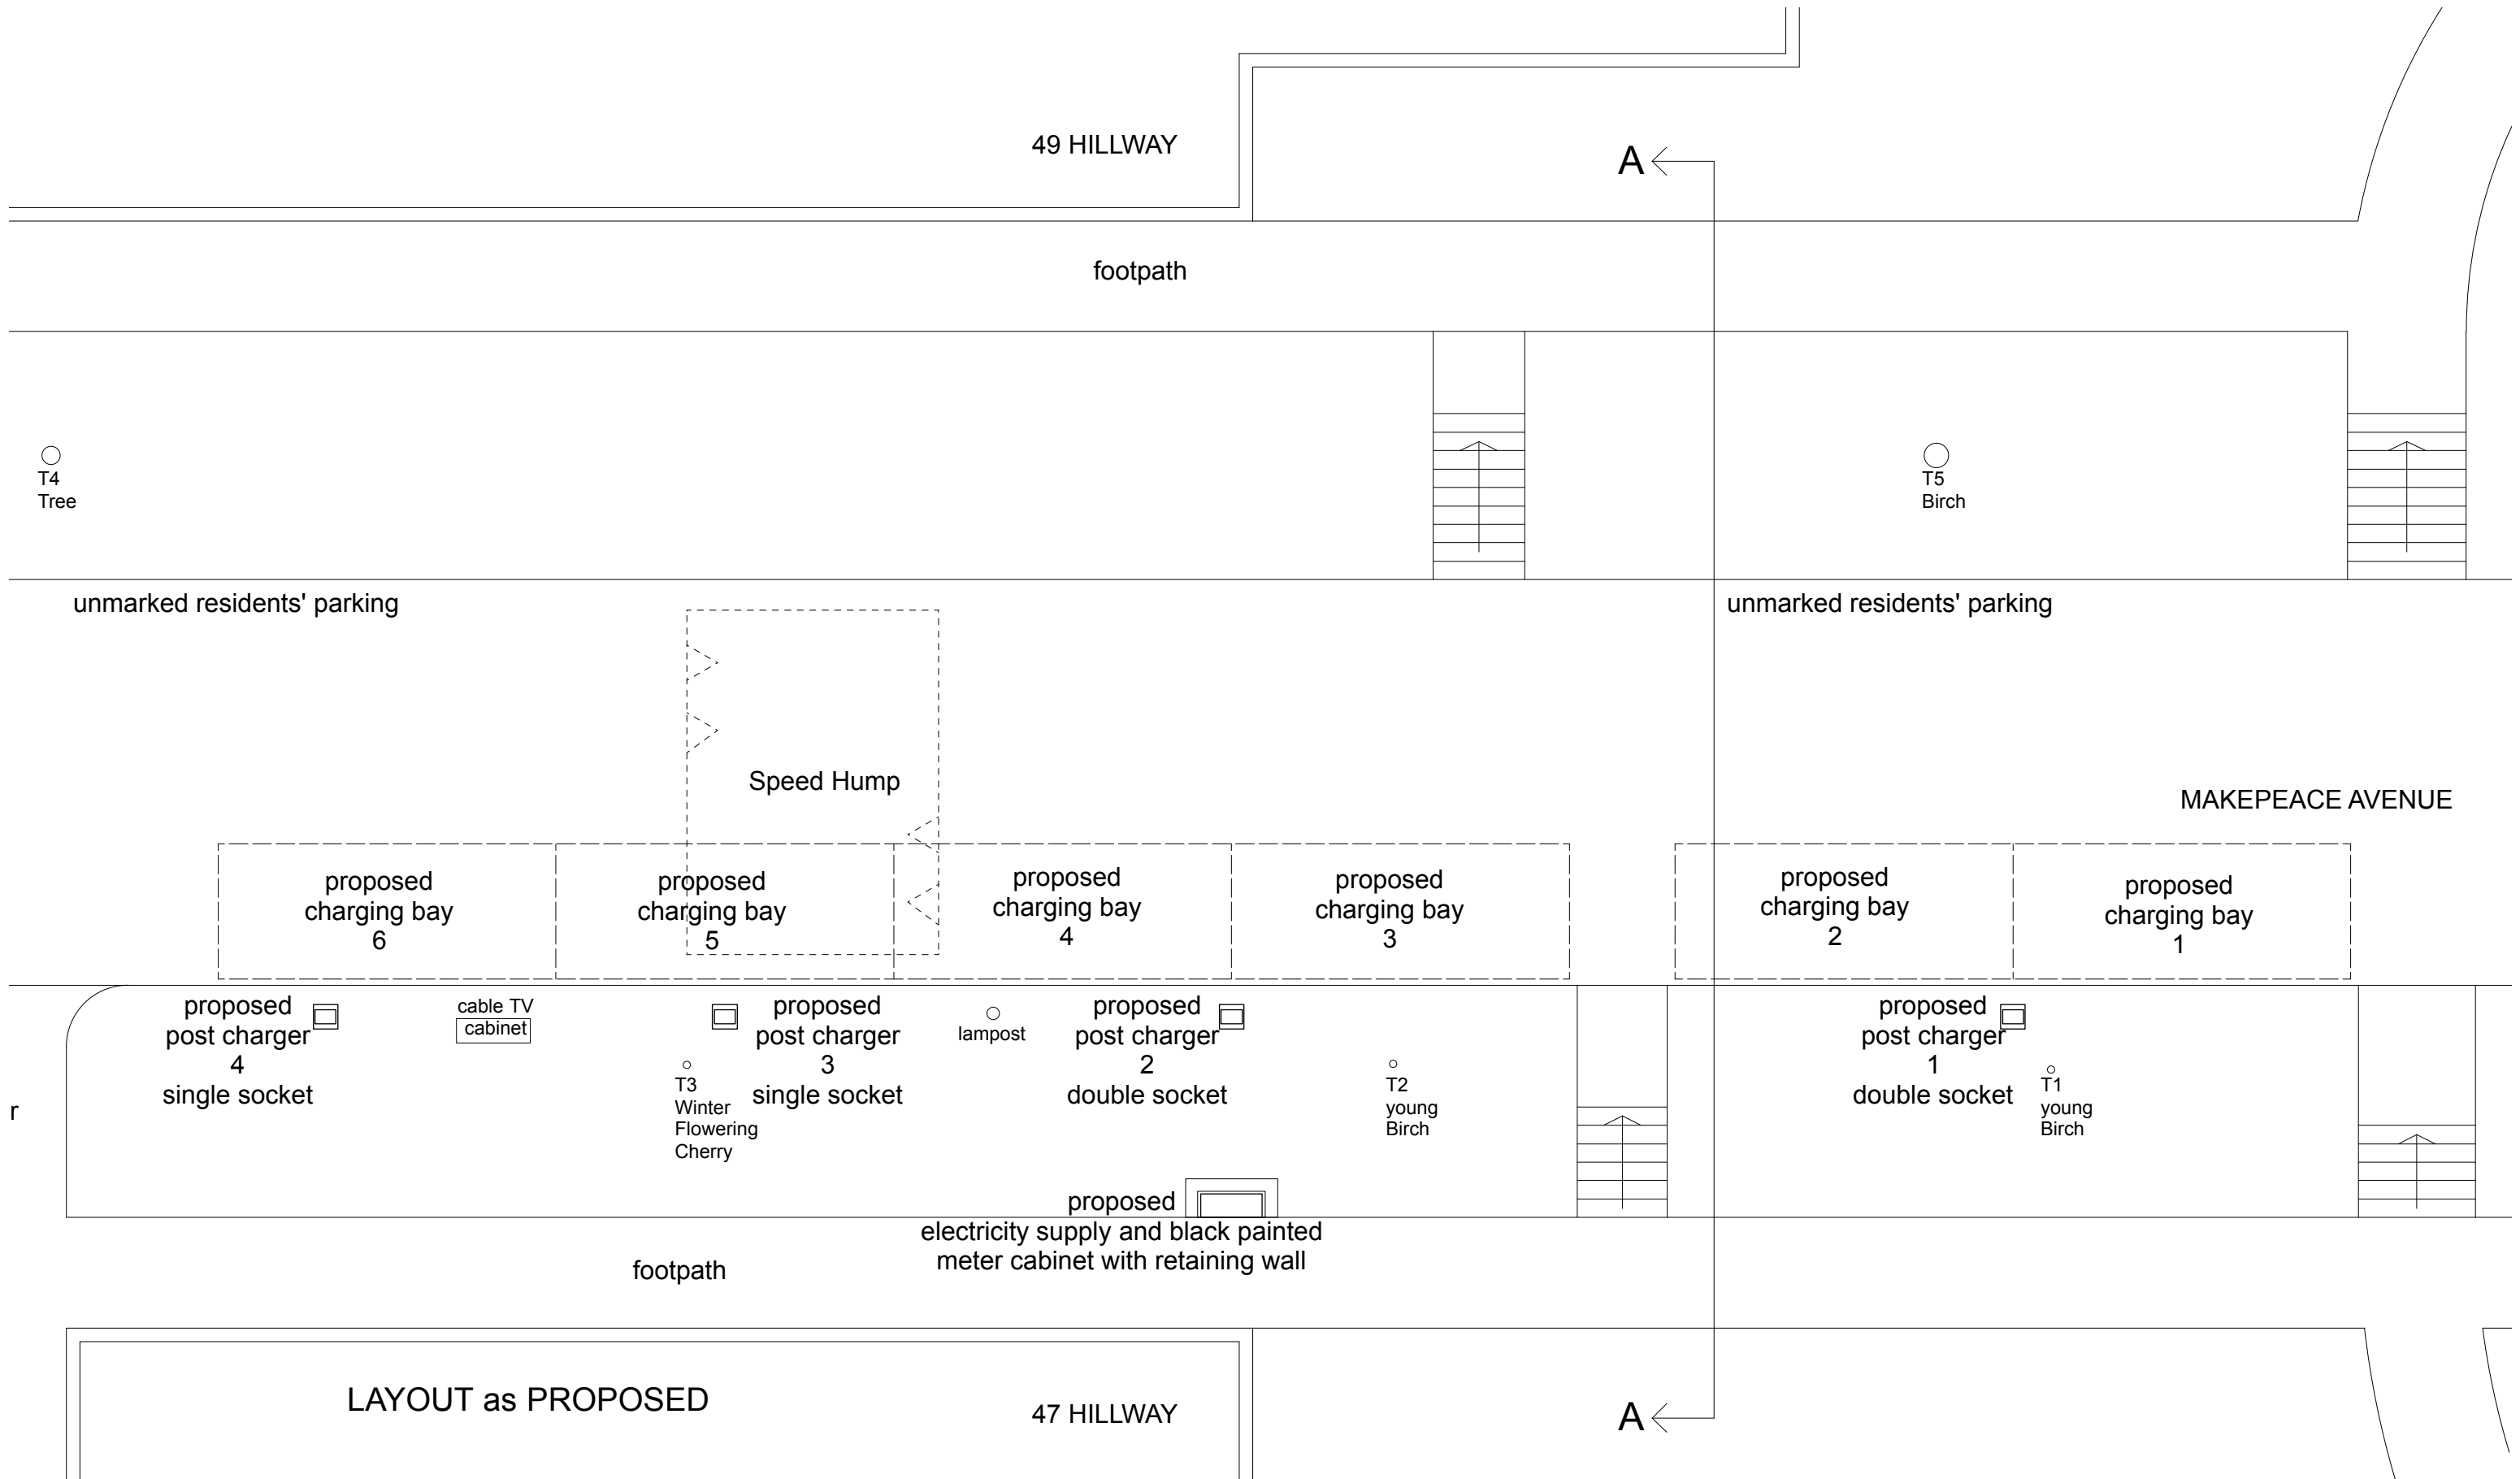 49 HILLWAY
A
footpath
T4
Tree
T5
Birch
unmarked residents' parking
unmarked residents' parking
Speed Hump
MAKEPEACE AVENUE
proposed
charging bay
6
proposed
charging bay
5
proposed
charging bay
4
proposed
charging bay
3
proposed
charging bay
2
proposed
charging bay
1
proposed
post charger
4
single socket
cable TV
cabinet
T3
Winter
Flowering
Cherry
proposed
post charger
3
single socket
lampost
proposed
post charger
2
double socket
T2
young
Birch
proposed
post charger
1
double socket
T1
young
Birch
r
proposed
electricity supply and black painted
meter cabinet with retaining wall
footpath
LAYOUT as PROPOSED
47 HILLWAY
A